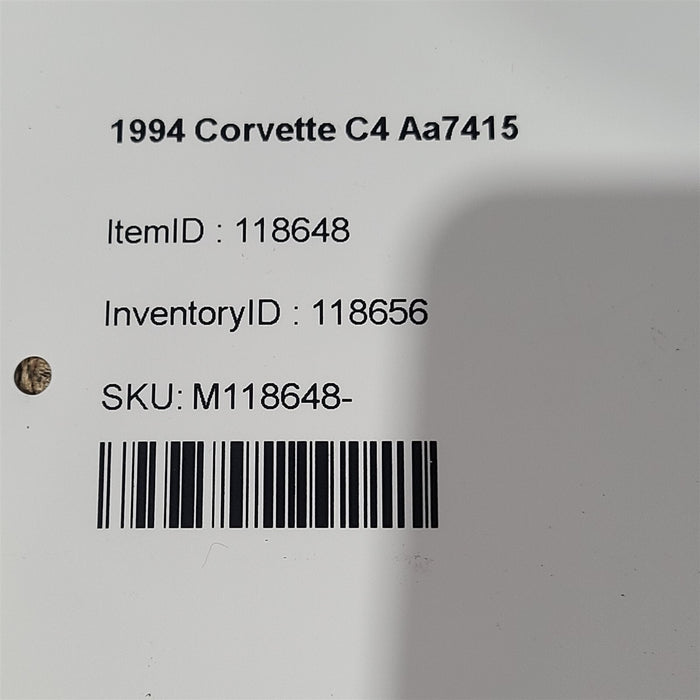 1994 Corvette C4 Aa7415
ItemID : 118648
InventoryID : 118656
SKU: M118648-